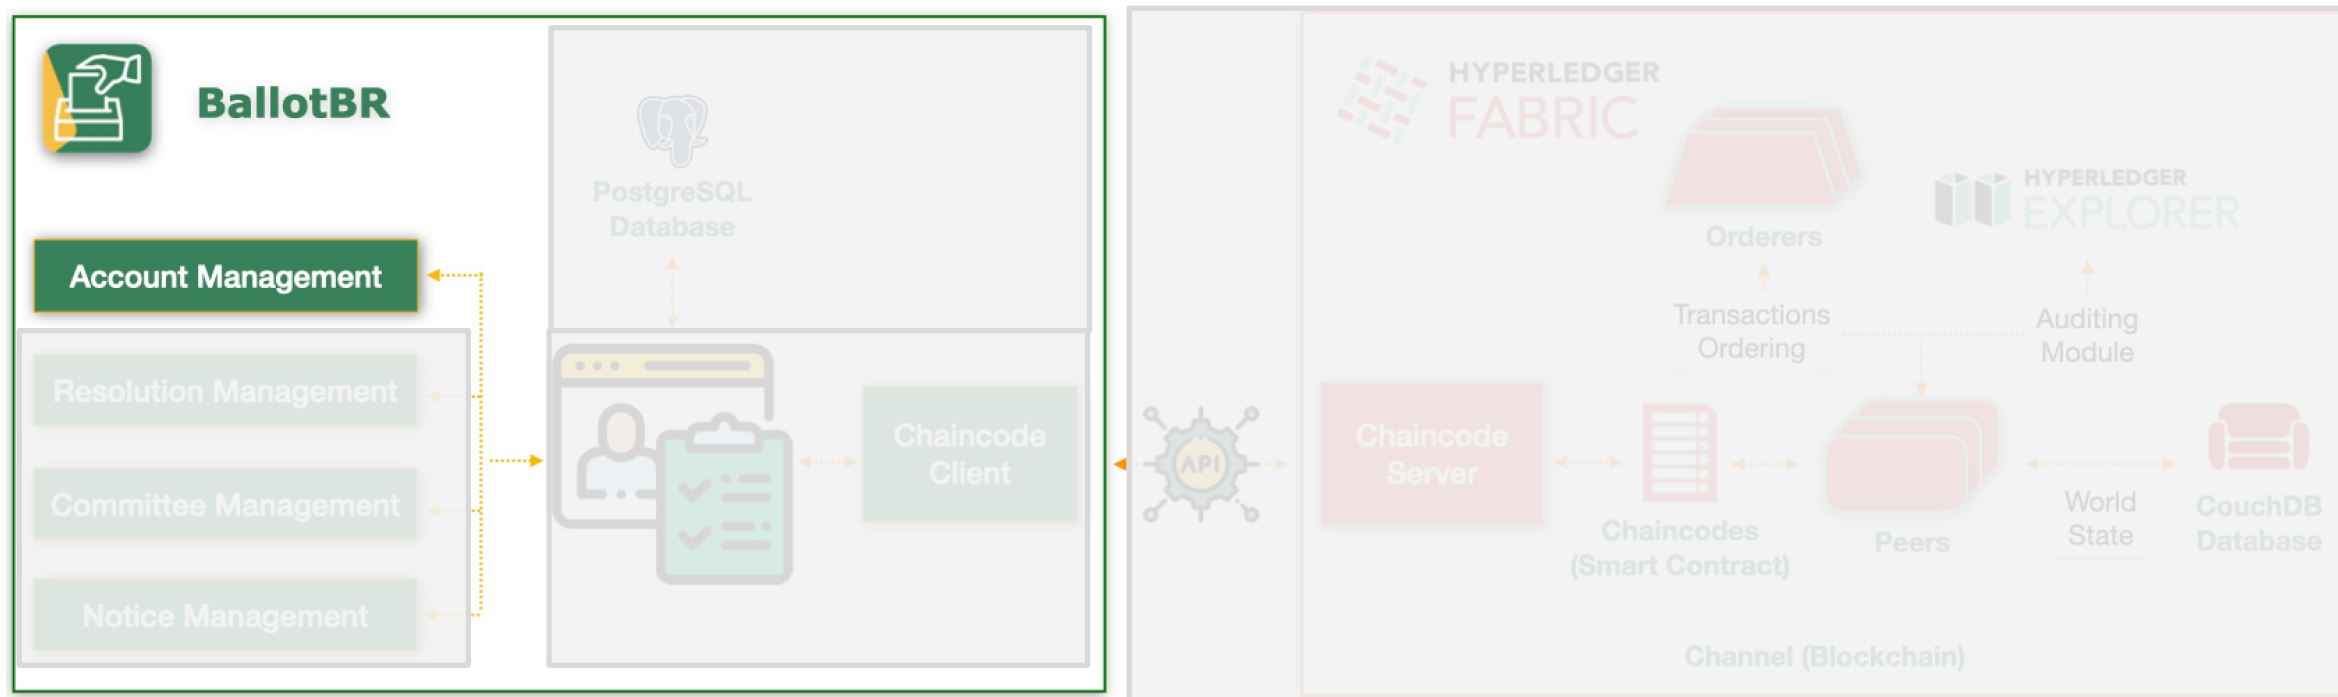 BallotBR
Account Management
Resolution Management
Committee Management
Notice Management
PostgreSQL
Database
Chaincode
Client
API
HYPERLEDGER
FABRIC
Orderers
HYPERLEDGER
EXPLORER
Transactions
Ordering
Auditing
Module
Chaincode
Server
Chaincodes
(Smart Contract)
Peers
World
State
CouchDB
Database
Channel (Blockchain)